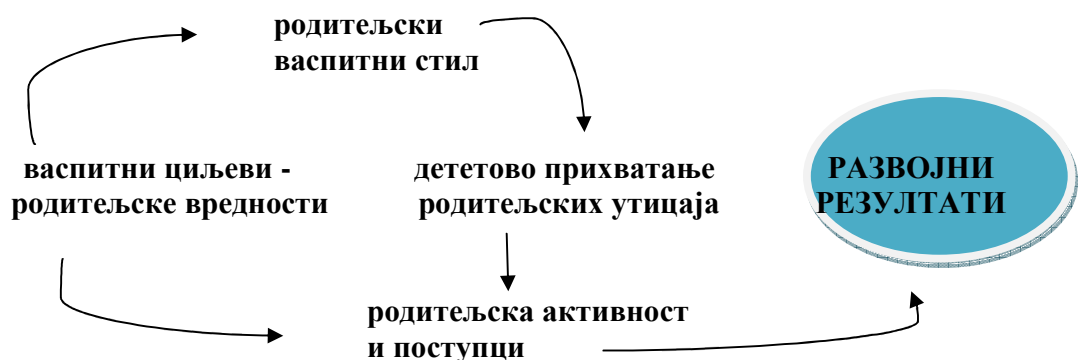 родитељски
васпитни стил
васпитни циљеви -
родитељске вредности
дететово прихватање
родитељских утицаја
РАЗВОЈНИ
РЕЗУЛТАТИ
родитељска активност
и поступци